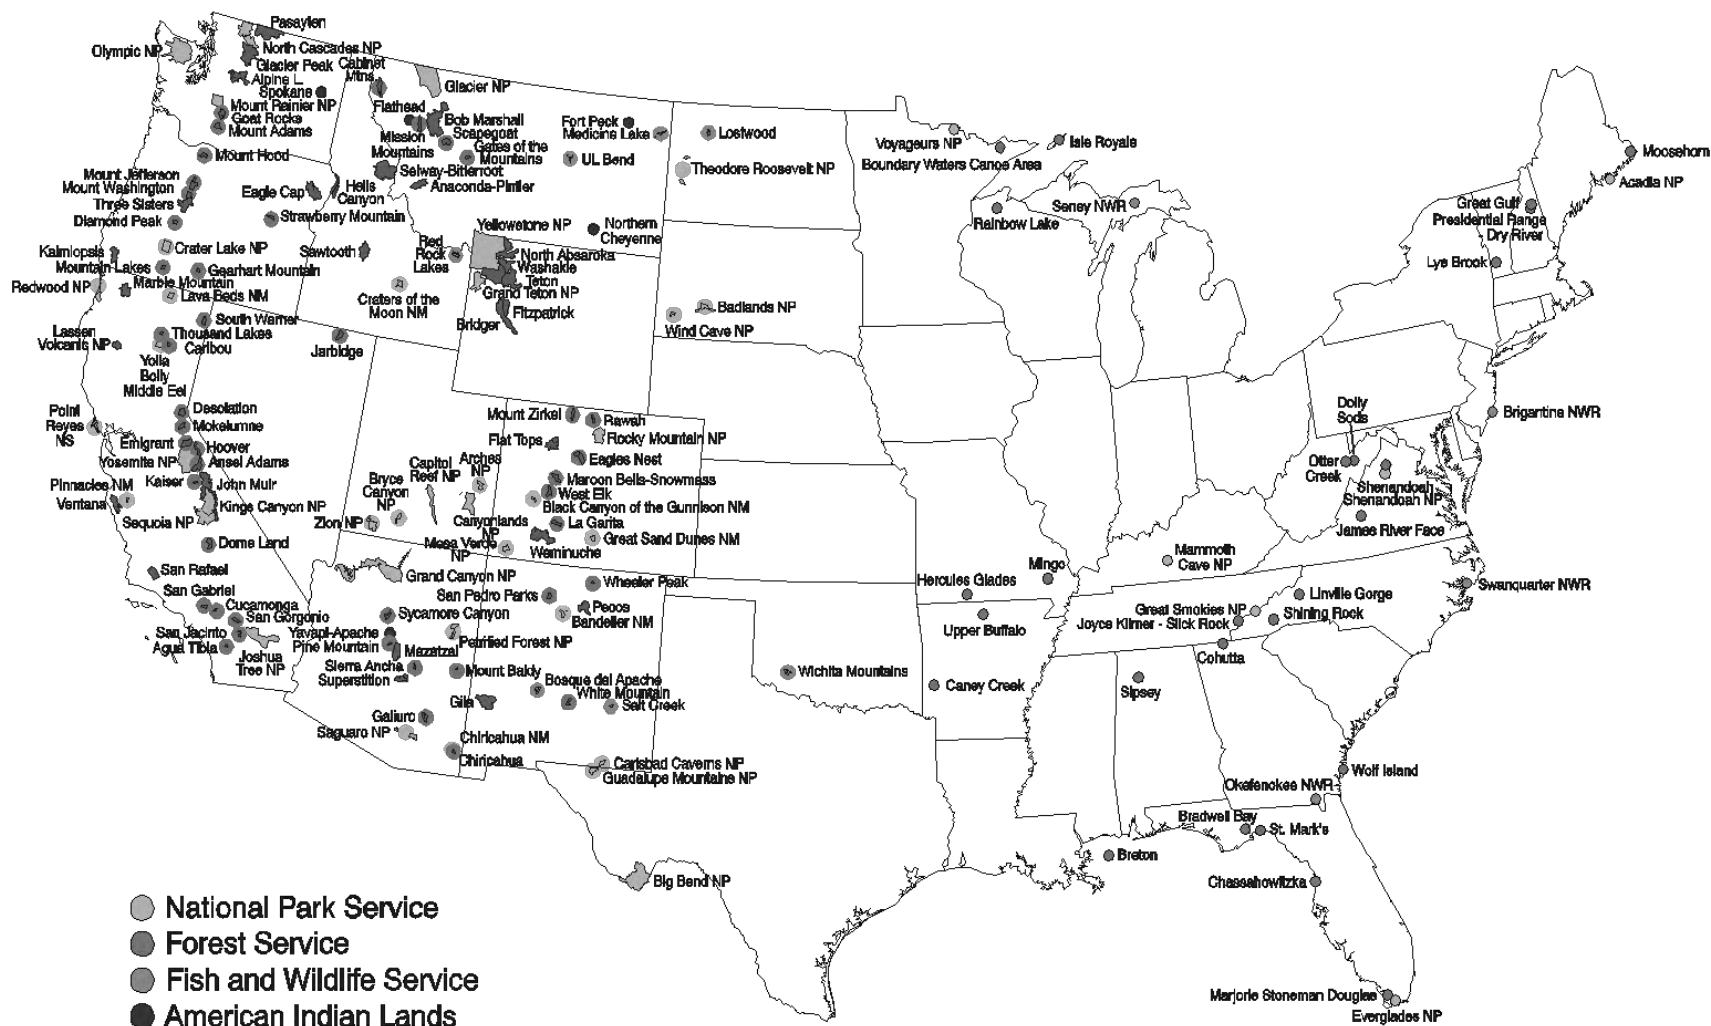 Pasayten
Olympic NP
North Cascades NP
Glacier Peak
Cabinet
Mtns.
Alpine L.
Spokane
Glacier NP
Mount Rainier NP
Goat Rocks
Mount Adams
Flathead
Bob Marshall
Mission
Mountains
Scapegoat
Gates of the
Mountains
Fort Peck
Medicine Lake
Lostwood
UL Bend
Theodore Roosevelt NP
Voyageurs NP
Isle Royale
Boundary Waters Canoe Area
Moosehorn
Acadia NP
Mount Hood
Mount Jefferson
Mount Washington
Three Sisters
Diamond Peak
Eagle Cap
Hells
Canyon
Selway-Bitterroot
Anaconda-Pintler
Strawberry Mountain
Yellowstone NP
Northern
Cheyenne
Seney NWR
Rainbow Lake
Great Gulf
Presidential Range
Dry River
Lye Brook
Kalmiopsis
Crater Lake NP
Mountain Lakes
Gearhart Mountain
Redwood NP
Marble Mountain
Lava Beds NM
Sawtooth
Red
Rock
Lakes
North Absaroka
Washakie
Teton
Grand Teton NP
Fitzpatrick
Bridger
Craters of the
Moon NM
Badlands NP
Wind Cave NP
South Warner
Lassen
Volcanic NP
Thousand Lakes
Caribou
Yolla
Bolly
Middle Eel
Jarbidge
Desolation
Mokelumne
Point
Reyes
NS
Emigrant
Hoover
Yosemite NP
Ansel Adams
Kaiser
John Muir
Pinnacles NM
Ventana
Kings Canyon NP
Sequoia NP
Dome Land
Mount Zirkel
Rawah
Flat Tops
Rocky Mountain NP
Eagles Nest
Arches
NP
Capitol
Reef NP
Bryce
Canyon
NP
Maroon Bells-Snowmass
West Elk
Black Canyon of the Gunnison NM
Zion NP
Canyonlands
NP
La Garita
Great Sand Dunes NM
Mesa Verde
NP
Weminuche
Dolly
Sods
Brigantine NWR
Otter
Creek
Shenandoah
Shenandoah NP
James River Face
San Rafael
San Gabriel
Cucamonga
San Gorgonio
San Jacinto
Agua Tibia
Joshua
Tree NP
Grand Canyon NP
San Pedro Parks
Wheeler Peak
Pecos
Bandelier NM
Sycamore Canyon
Yavapi-Apache
Pine Mountain
Mazatzal
Petrified Forest NP
Sierra Ancha
Superstition
Mount Baldy
Bosque del Apache
White Mountain
Salt Creek
Gila
Galiuro
Saguaro NP
Chiricahua NM
Chiricahua
Carlsbad Caverns NP
Guadalupe Mountains NP
Hercules Glades
Mingo
Mammoth
Cave NP
Upper Buffalo
Great Smokies NP
Joyce Kilmer - Slick Rock
Linville Gorge
Shining Rock
Swanquarter NWR
Cohutta
Wichita Mountains
Caney Creek
Sipsey
Wolf Island
Okefenokee NWR
Bradwell Bay
St. Mark's
Breton
Chassahowitzka
Big Bend NP
Marjorie Stoneman Douglas
Everglades NP
National Park Service
Forest Service
Fish and Wildlife Service
American Indian Lands